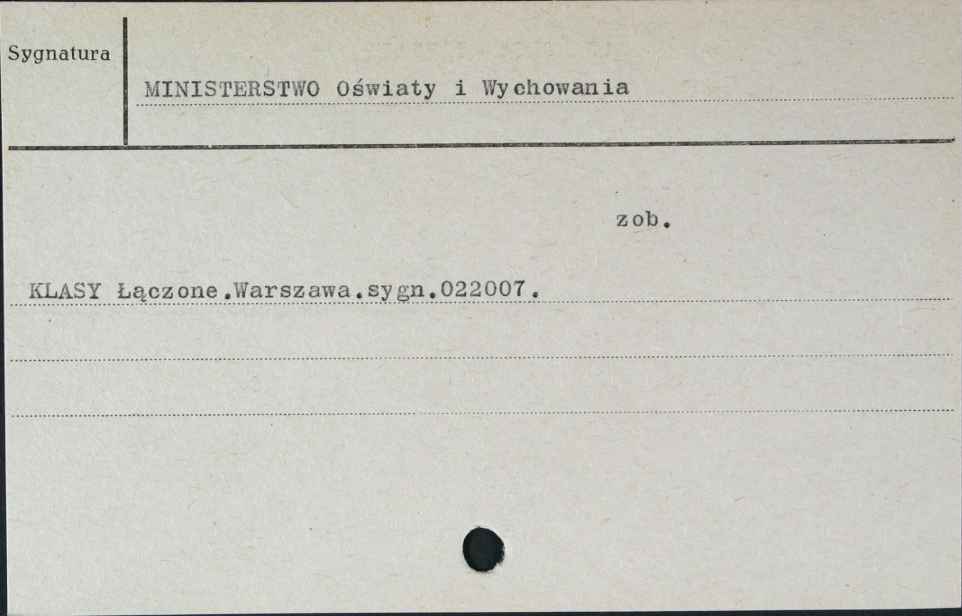 Sygnatura
MINISTERSTWO Oświaty i Wychowania
zob.
KLASY Łączone.Warszawa.sygn.022007.